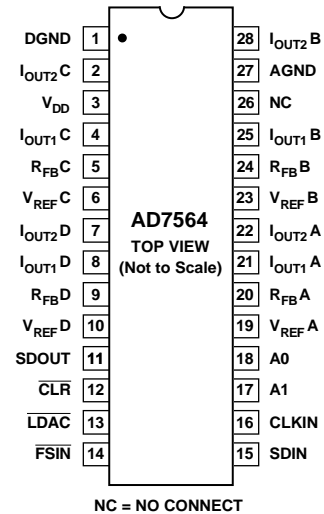 DGND 1 28 IOUT2 B
IOUT2 C 2 27 AGND
VDD 3 26 NC
IOUT1 C 4 25 IOUT1 B
RFB C 5 24 RFB B
VREF C 6 23 VREF B
IOUT2 D 7 22 IOUT2 A
IOUT1 D 8 21 IOUT1 A
RFB D 9 20 RFB A
VREF D 10 19 VREF A
SDOUT 11 18 A0
CLR 12 17 A1
LDAC 13 16 CLKIN
FSIN 14 15 SDIN
AD7564
TOP VIEW
(Not to Scale)
NC = NO CONNECT